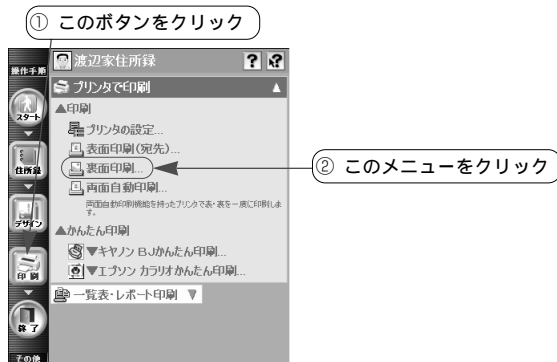 ① このボタンをクリック
操作手順
渡辺家住所録
? ?
プリンタで印刷 ▲
スタート
▲印刷
プリンタの設定...
表面印刷(宛先)...
住所録
裏面印刷...
② このメニューをクリック
両面自動印刷...
両面自動印刷機能を持ったプリンタで表・裏を一度に印刷します。
デザイン
▲かんたん印刷
▼キヤノン BJかんたん印刷...
▼エプソン カラリオかんたん印刷...
印 刷
一覧表・レポート印刷 ▼
終 了
その他